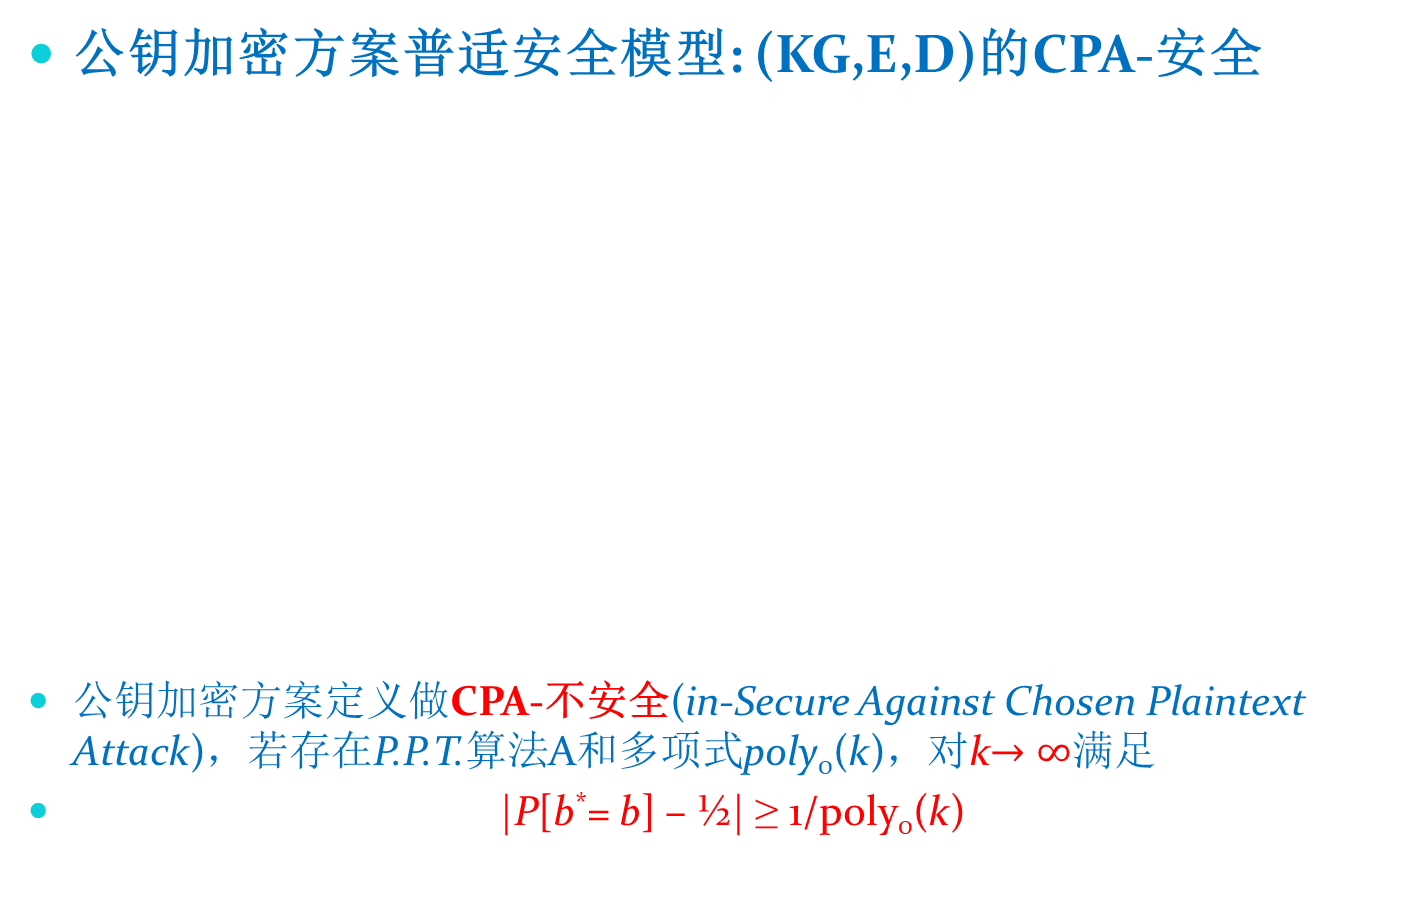 • 公钥加密方案普适安全模型: (KG,E,D)的CPA-安全
• 公钥加密方案定义做CPA-不安全(in-Secure Against Chosen Plaintext
Attack)，若存在P.P.T.算法A和多项式poly₀(k)，对k→ ∞满足
• |P[b*= b] – ½| ≥ 1/poly₀(k)